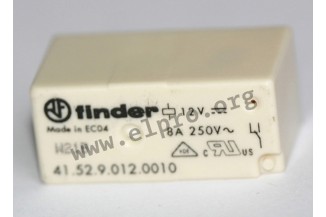 finder 12V
Made in EC04 8A 250V~
www.elpro.org
41.52.9.012.0010